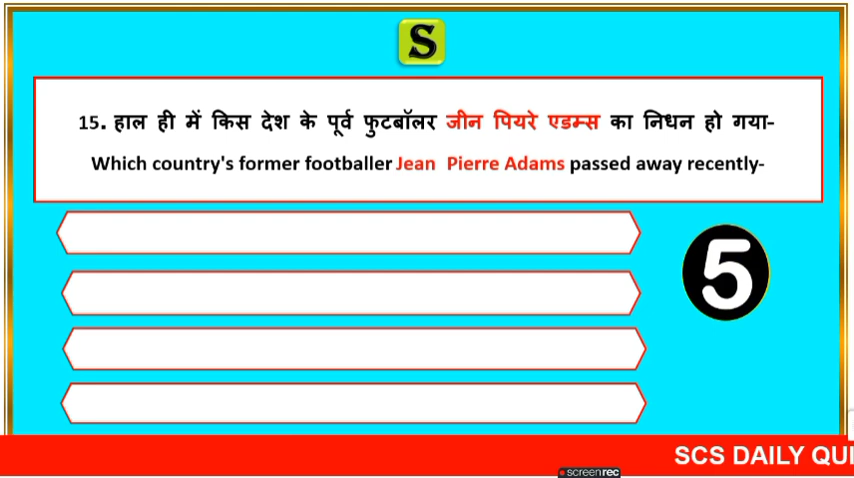 S
15. हाल ही में किस देश के पूर्व फुटबॉलर जीन पियरे एडम्स का निधन हो गया-
Which country's former footballer Jean Pierre Adams passed away recently-
5
SCS DAILY QUI
screenrec